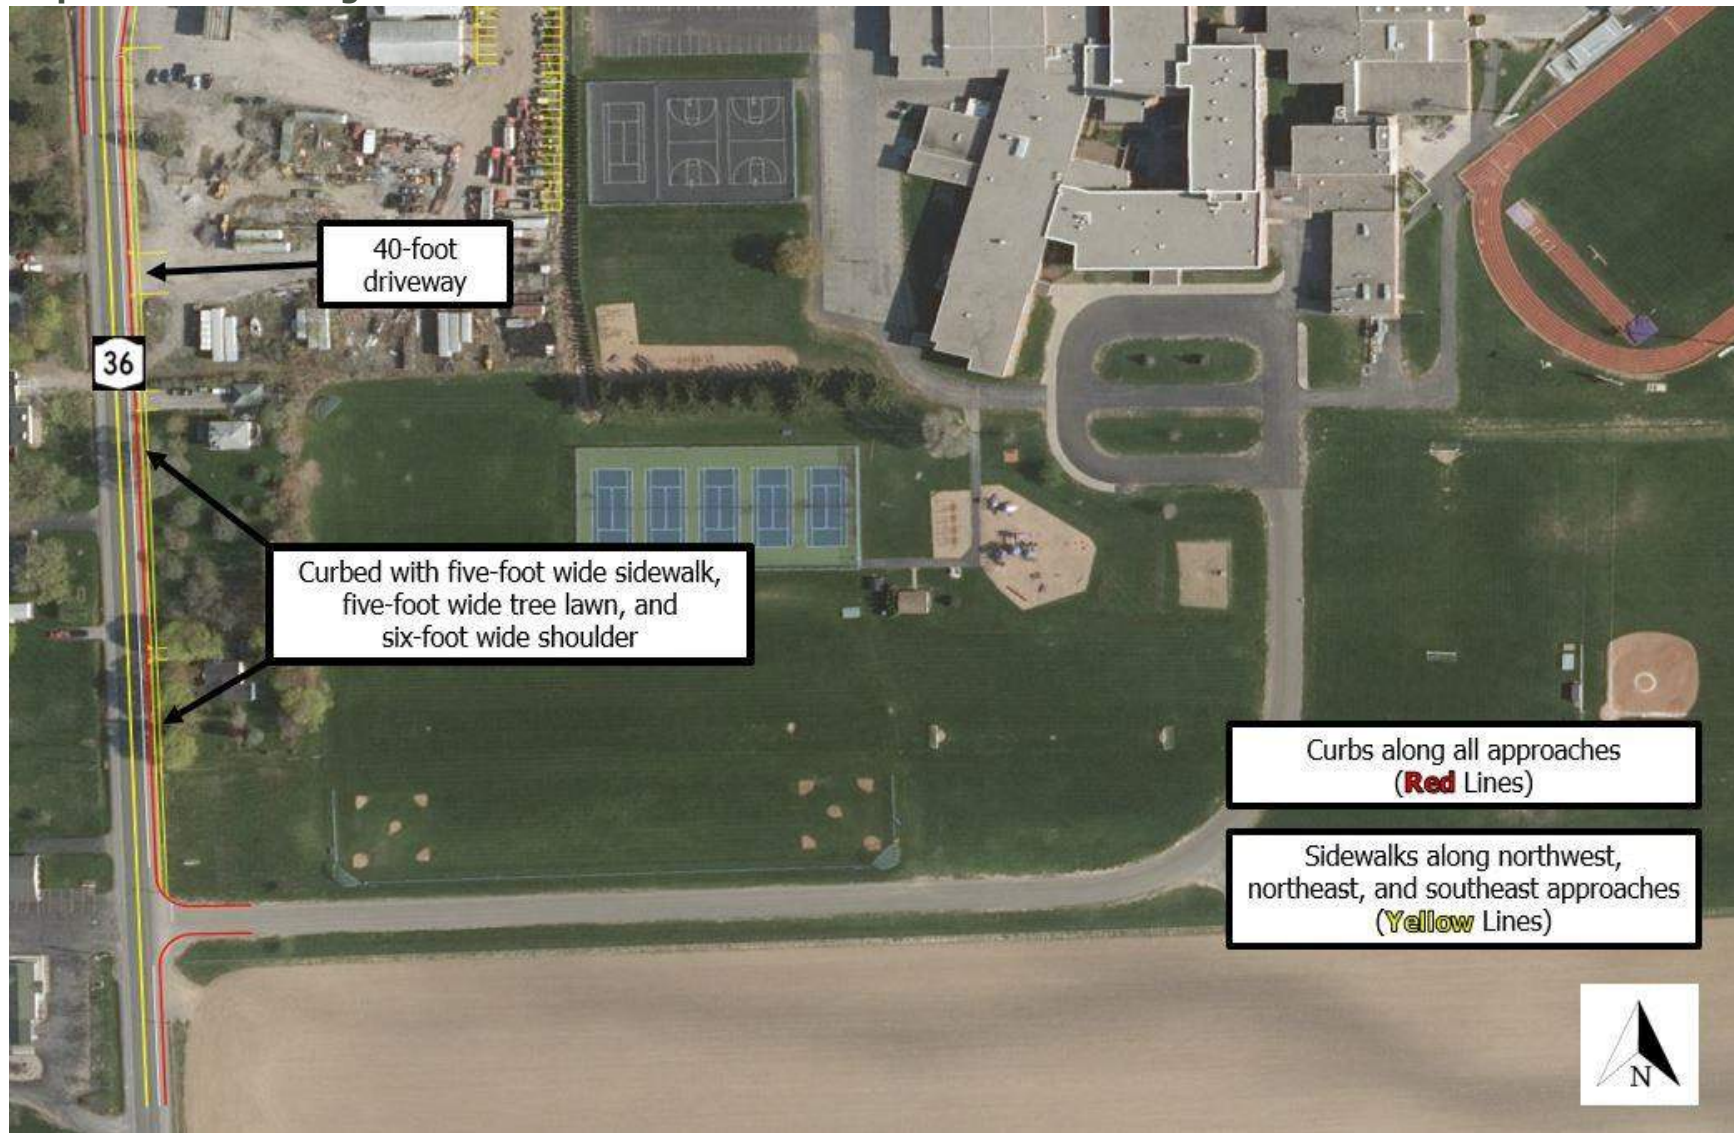 40-foot
driveway
36
Curbed with five-foot wide sidewalk,
five-foot wide tree lawn, and
six-foot wide shoulder
Curbs along all approaches
(Red Lines)
Sidewalks along northwest,
northeast, and southeast approaches
(Yellow Lines)
N